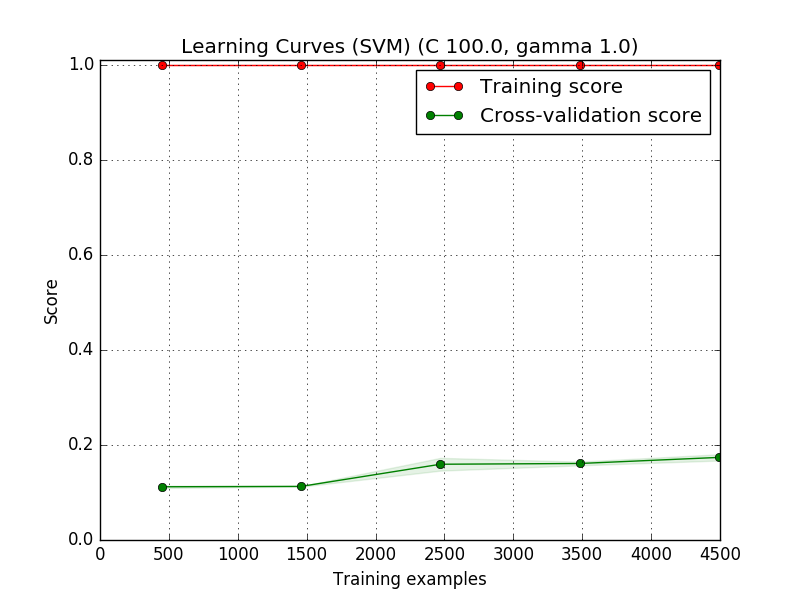 Learning Curves (SVM) (C 100.0, gamma 1.0)
Training score
Cross-validation score
1.0
0.8
0.6
0.4
0.2
0.0
Score
0 500 1000 1500 2000 2500 3000 3500 4000 4500
Training examples